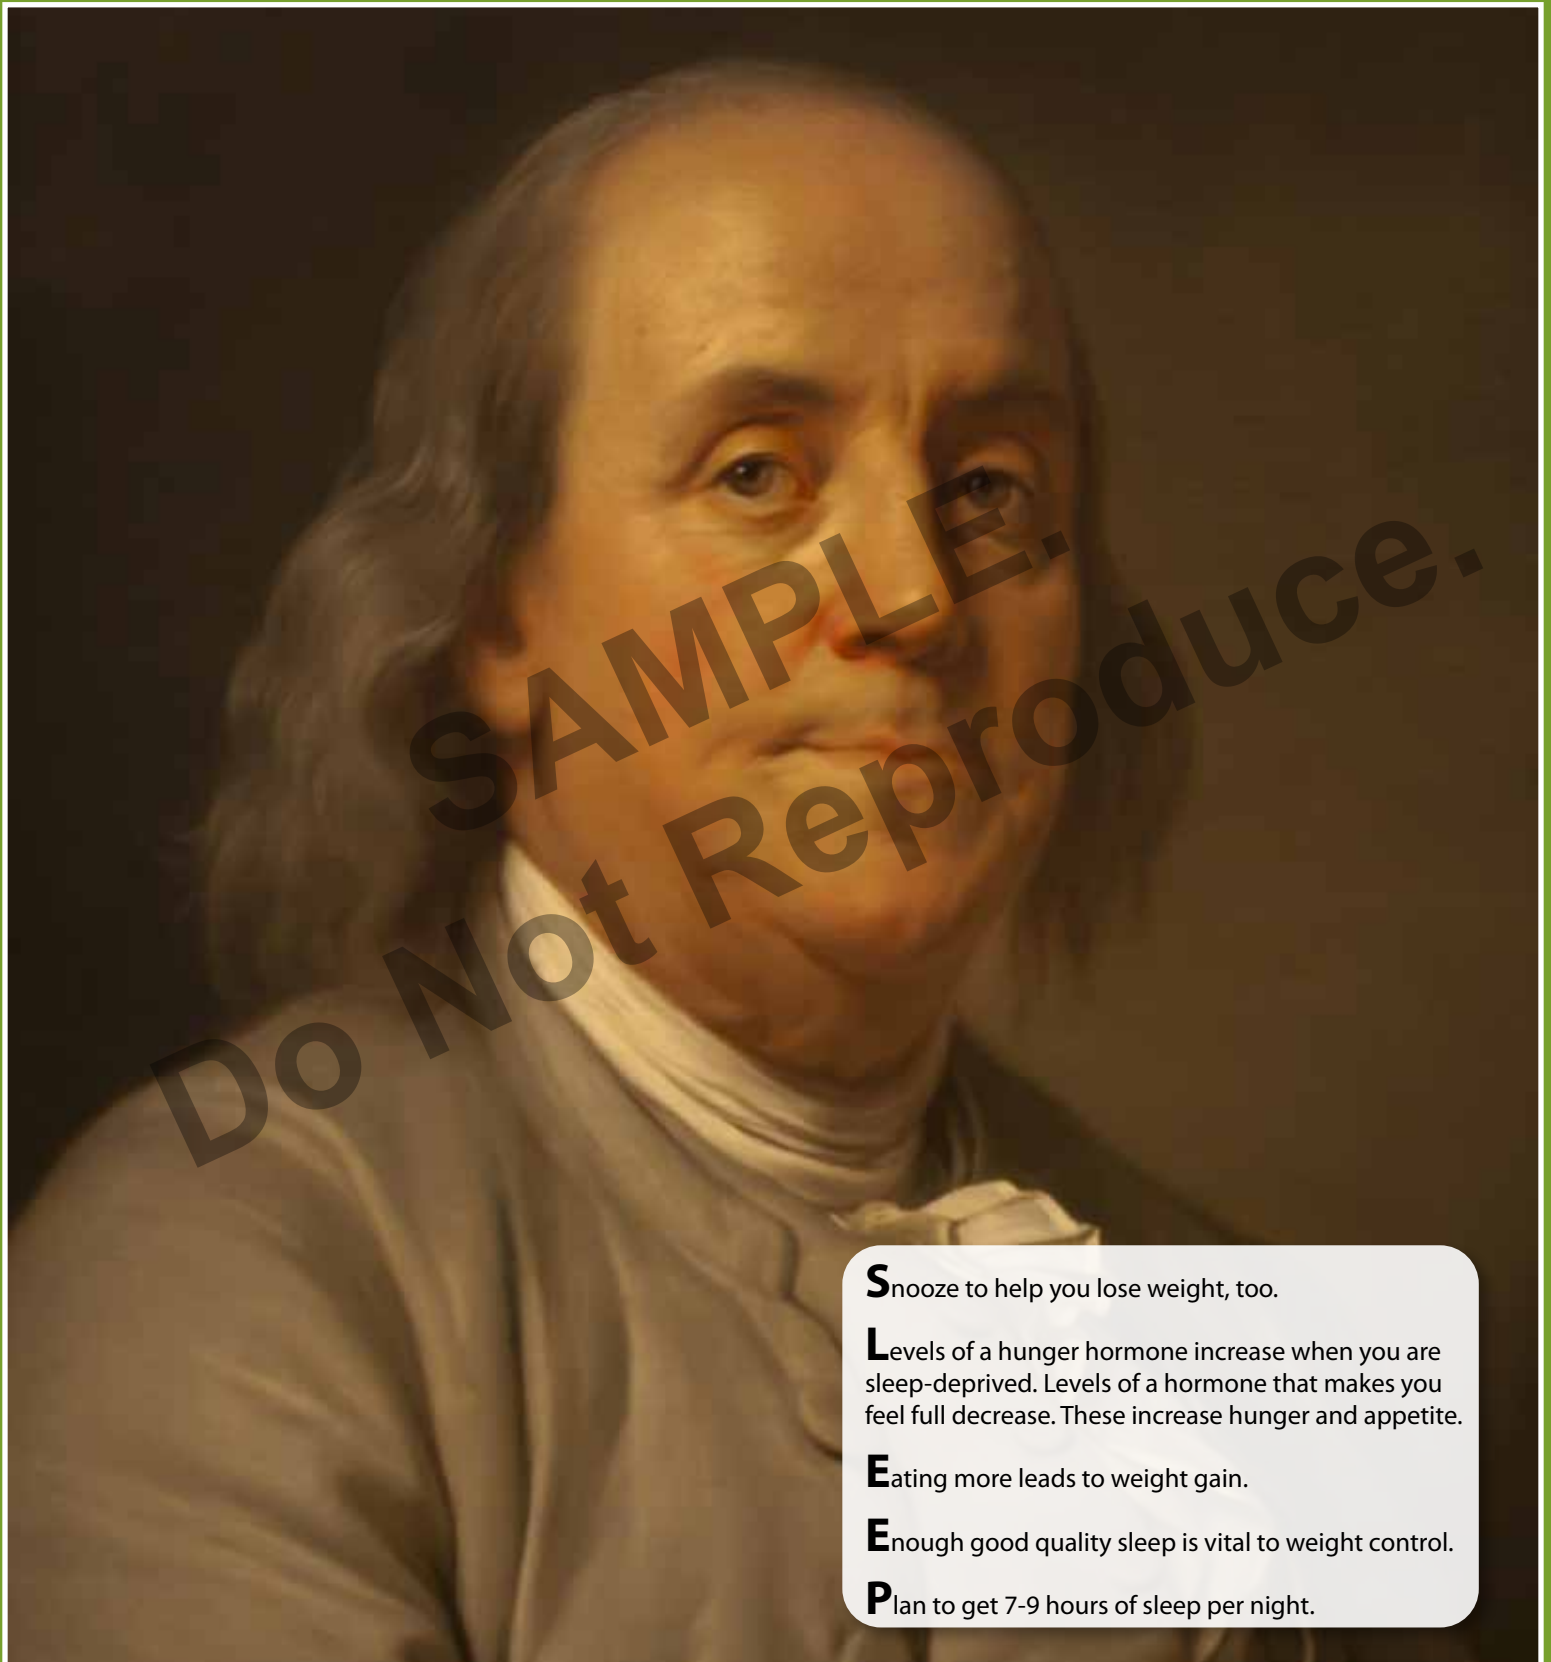 SAMPLE.
Do Not Reproduce.
Snooze to help you lose weight, too.
Levels of a hunger hormone increase when you are
sleep-deprived. Levels of a hormone that makes you
feel full decrease. These increase hunger and appetite.
Eating more leads to weight gain.
Enough good quality sleep is vital to weight control.
Plan to get 7-9 hours of sleep per night.